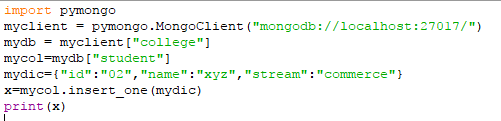 import pymongo
myclient = pymongo.MongoClient("mongodb://localhost:27017/")
mydb = myclient["college"]
mycol=mydb["student"]
mydic={"id":"02","name":"xyz","stream":"commerce"}
x=mycol.insert_one(mydic)
print(x)